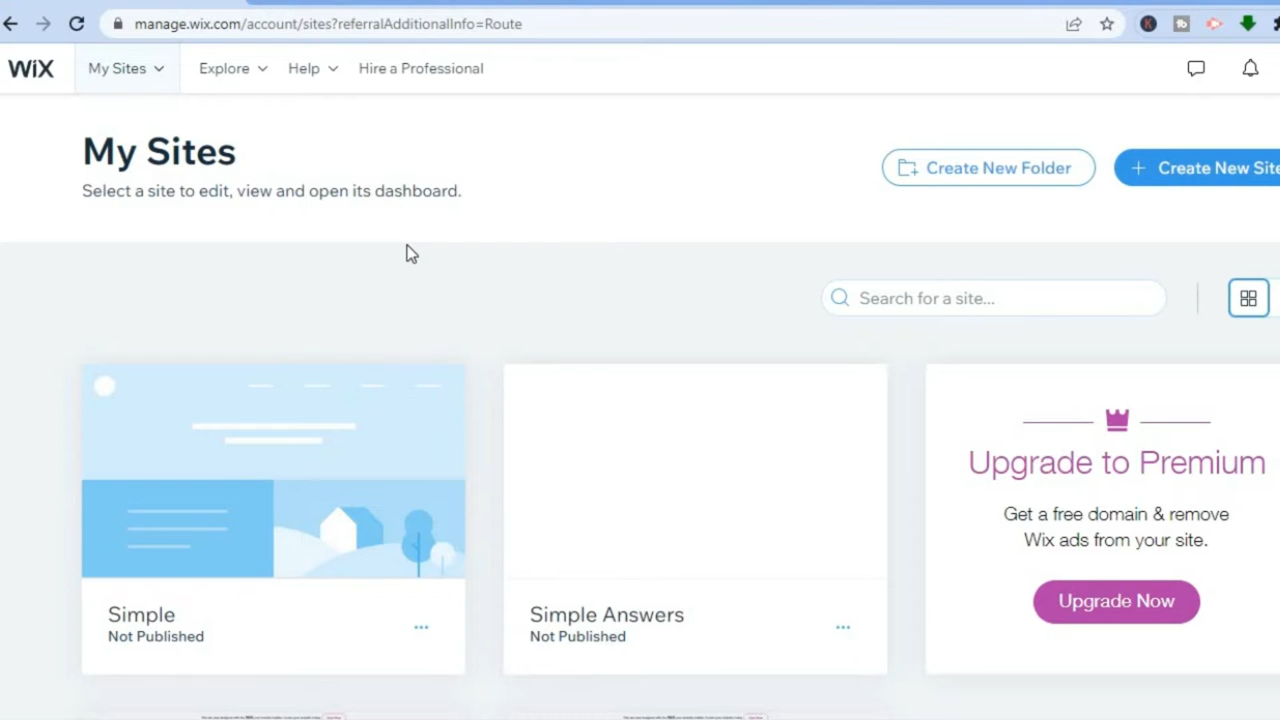 manage.wix.com/account/sites?referralAdditionalInfo=Route
WiX My Sites Explore Help Hire a Professional
My Sites
Select a site to edit, view and open its dashboard.
Create New Folder
+ Create New Site
Search for a site...
Upgrade to Premium
Get a free domain & remove
Wix ads from your site.
Upgrade Now
Simple
Not Published
Simple Answers
Not Published